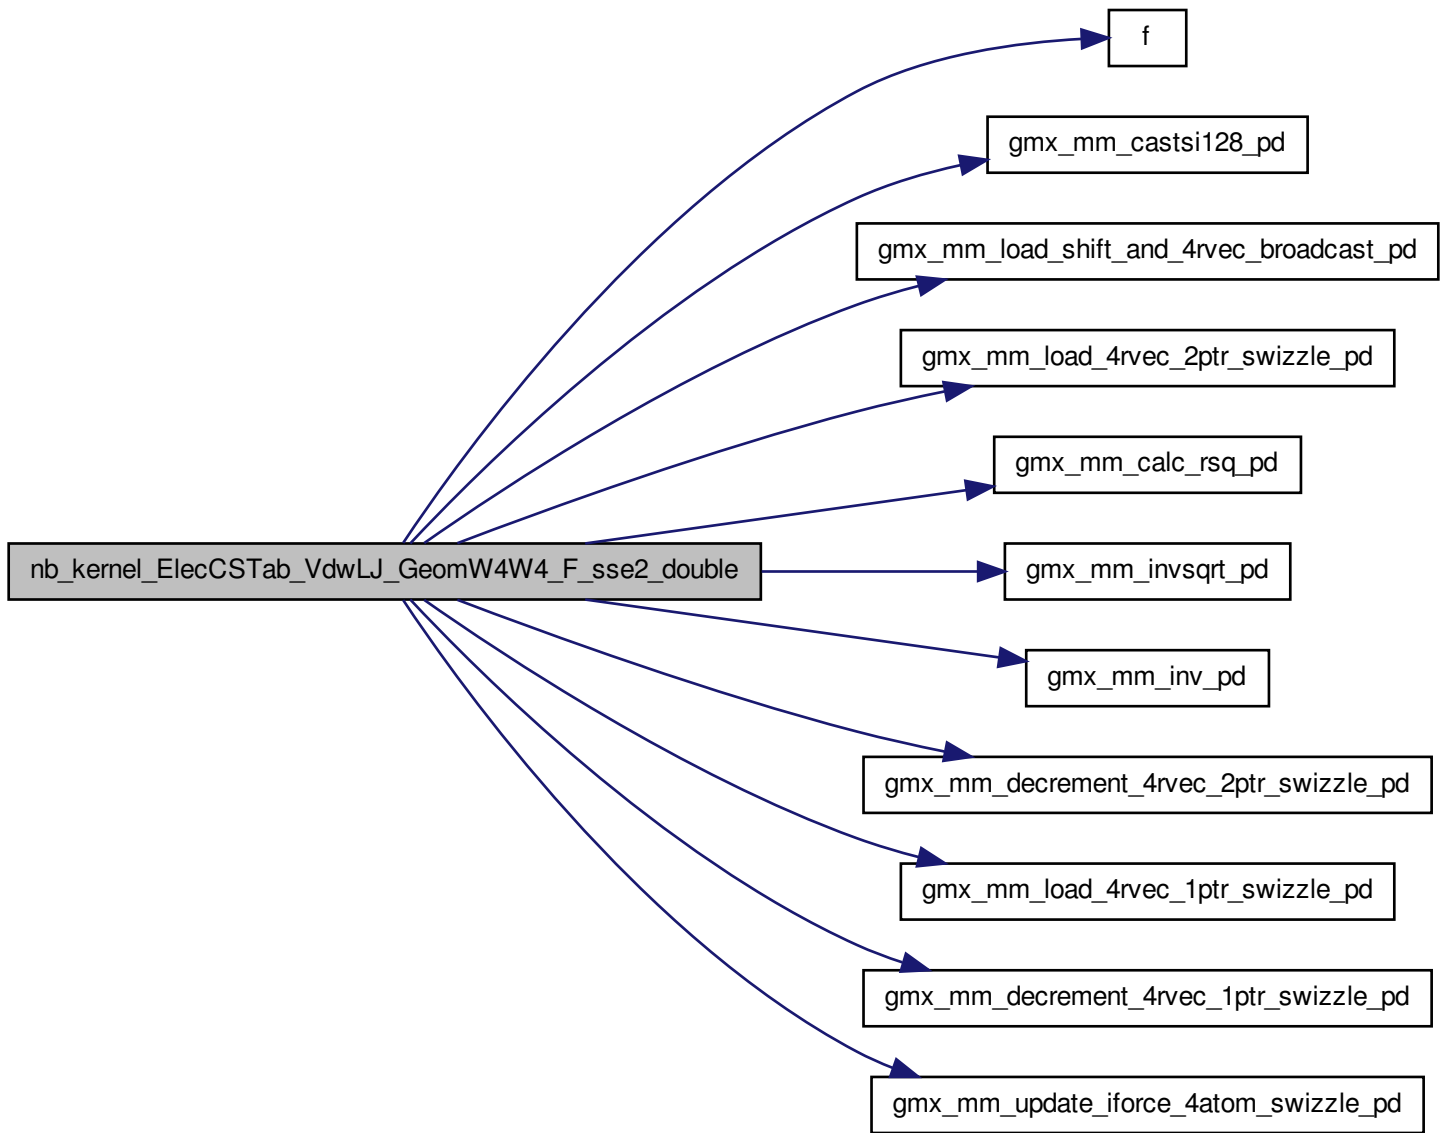 f
gmx_mm_castsi128_pd
gmx_mm_load_shift_and_4rvec_broadcast_pd
gmx_mm_load_4rvec_2ptr_swizzle_pd
gmx_mm_calc_rsq_pd
nb_kernel_ElecCSTab_VdwLJ_GeomW4W4_F_sse2_double
gmx_mm_invsqrt_pd
gmx_mm_inv_pd
gmx_mm_decrement_4rvec_2ptr_swizzle_pd
gmx_mm_load_4rvec_1ptr_swizzle_pd
gmx_mm_decrement_4rvec_1ptr_swizzle_pd
gmx_mm_update_iforce_4atom_swizzle_pd